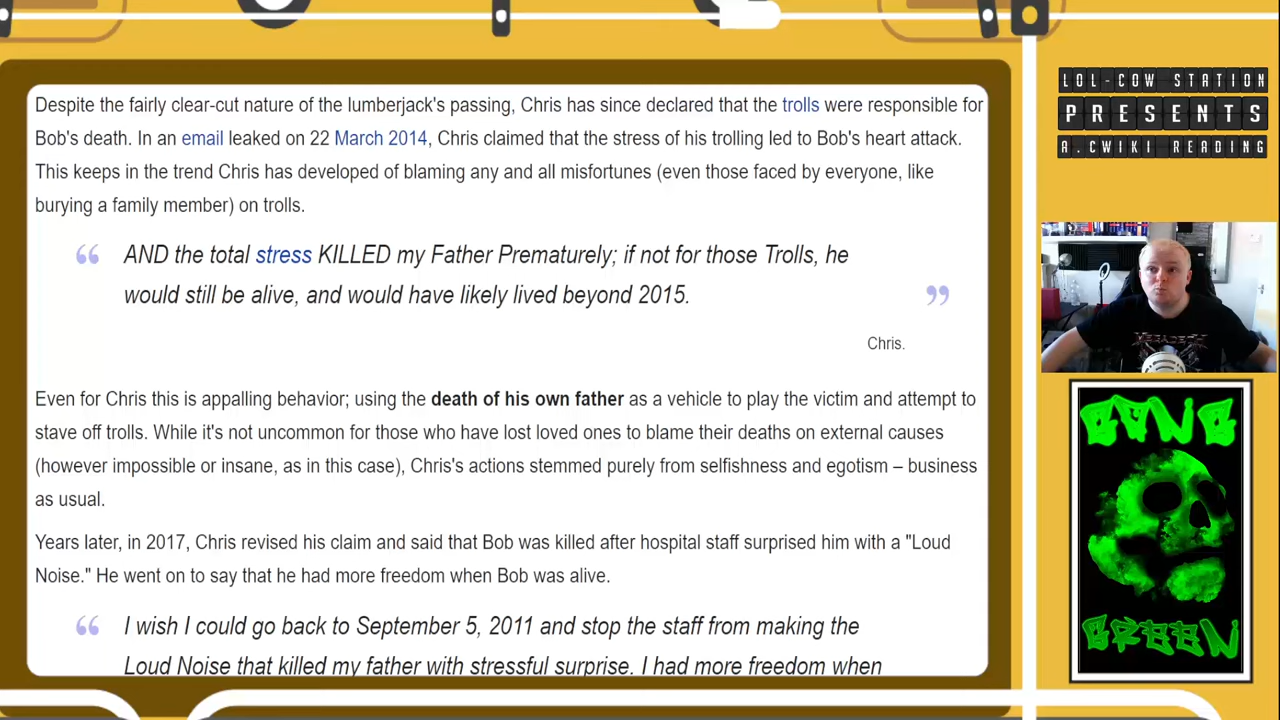 Despite the fairly clear-cut nature of the lumberjack's passing, Chris has since declared that the trolls were responsible for
Bob's death. In an email leaked on 22 March 2014, Chris claimed that the stress of his trolling led to Bob's heart attack.
This keeps in the trend Chris has developed of blaming any and all misfortunes (even those faced by everyone, like
burying a family member) on trolls.
“ AND the total stress KILLED my Father Prematurely; if not for those Trolls, he
would still be alive, and would have likely lived beyond 2015. ”
Chris.
Even for Chris this is appalling behavior; using the death of his own father as a vehicle to play the victim and attempt to
stave off trolls. While it's not uncommon for those who have lost loved ones to blame their deaths on external causes
(however impossible or insane, as in this case), Chris's actions stemmed purely from selfishness and egotism – business
as usual.
Years later, in 2017, Chris revised his claim and said that Bob was killed after hospital staff surprised him with a "Loud
Noise." He went on to say that he had more freedom when Bob was alive.
“ I wish I could go back to September 5, 2011 and stop the staff from making the
Loud Noise that killed my father with stressful surprise. I had more freedom when
LOL-COW STATION
PRESENTS
A.CWIKI READING
MEGADETH
GANG
GREEN